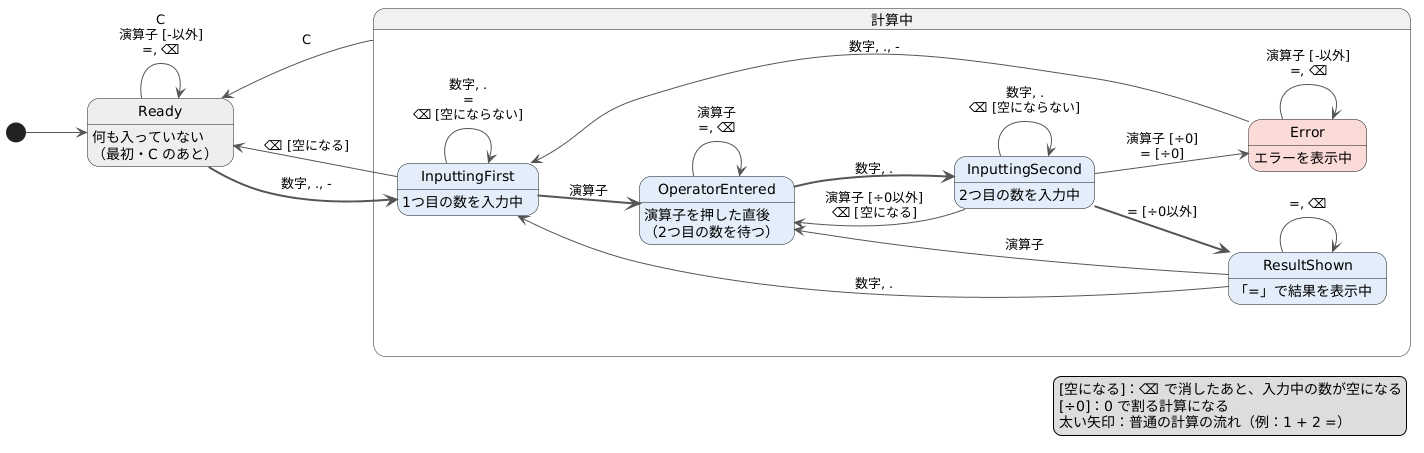 計算中
C
演算子 [-以外]
=, ⌫
C
Ready
何も入っていない
（最初・C のあと）
⌫ [空になる]
数字, ., -
数字, .
=
⌫ [空にならない]
InputtingFirst
1つ目の数を入力中
演算子
演算子
=, ⌫
OperatorEntered
演算子を押した直後
（2つ目の数を待つ）
数字, ., -
数字, .
演算子 [÷0以外]
⌫ [空になる]
数字, .
⌫ [空にならない]
InputtingSecond
2つ目の数を入力中
演算子 [÷0]
= [÷0]
= [÷0以外]
演算子 [-以外]
=, ⌫
Error
エラーを表示中
=, ⌫
ResultShown
「=」で結果を表示中
演算子
数字, .
[空になる]：⌫ で消したあと、入力中の数が空になる
[÷0]：0 で割る計算になる
太い矢印：普通の計算の流れ（例：1 + 2 =）